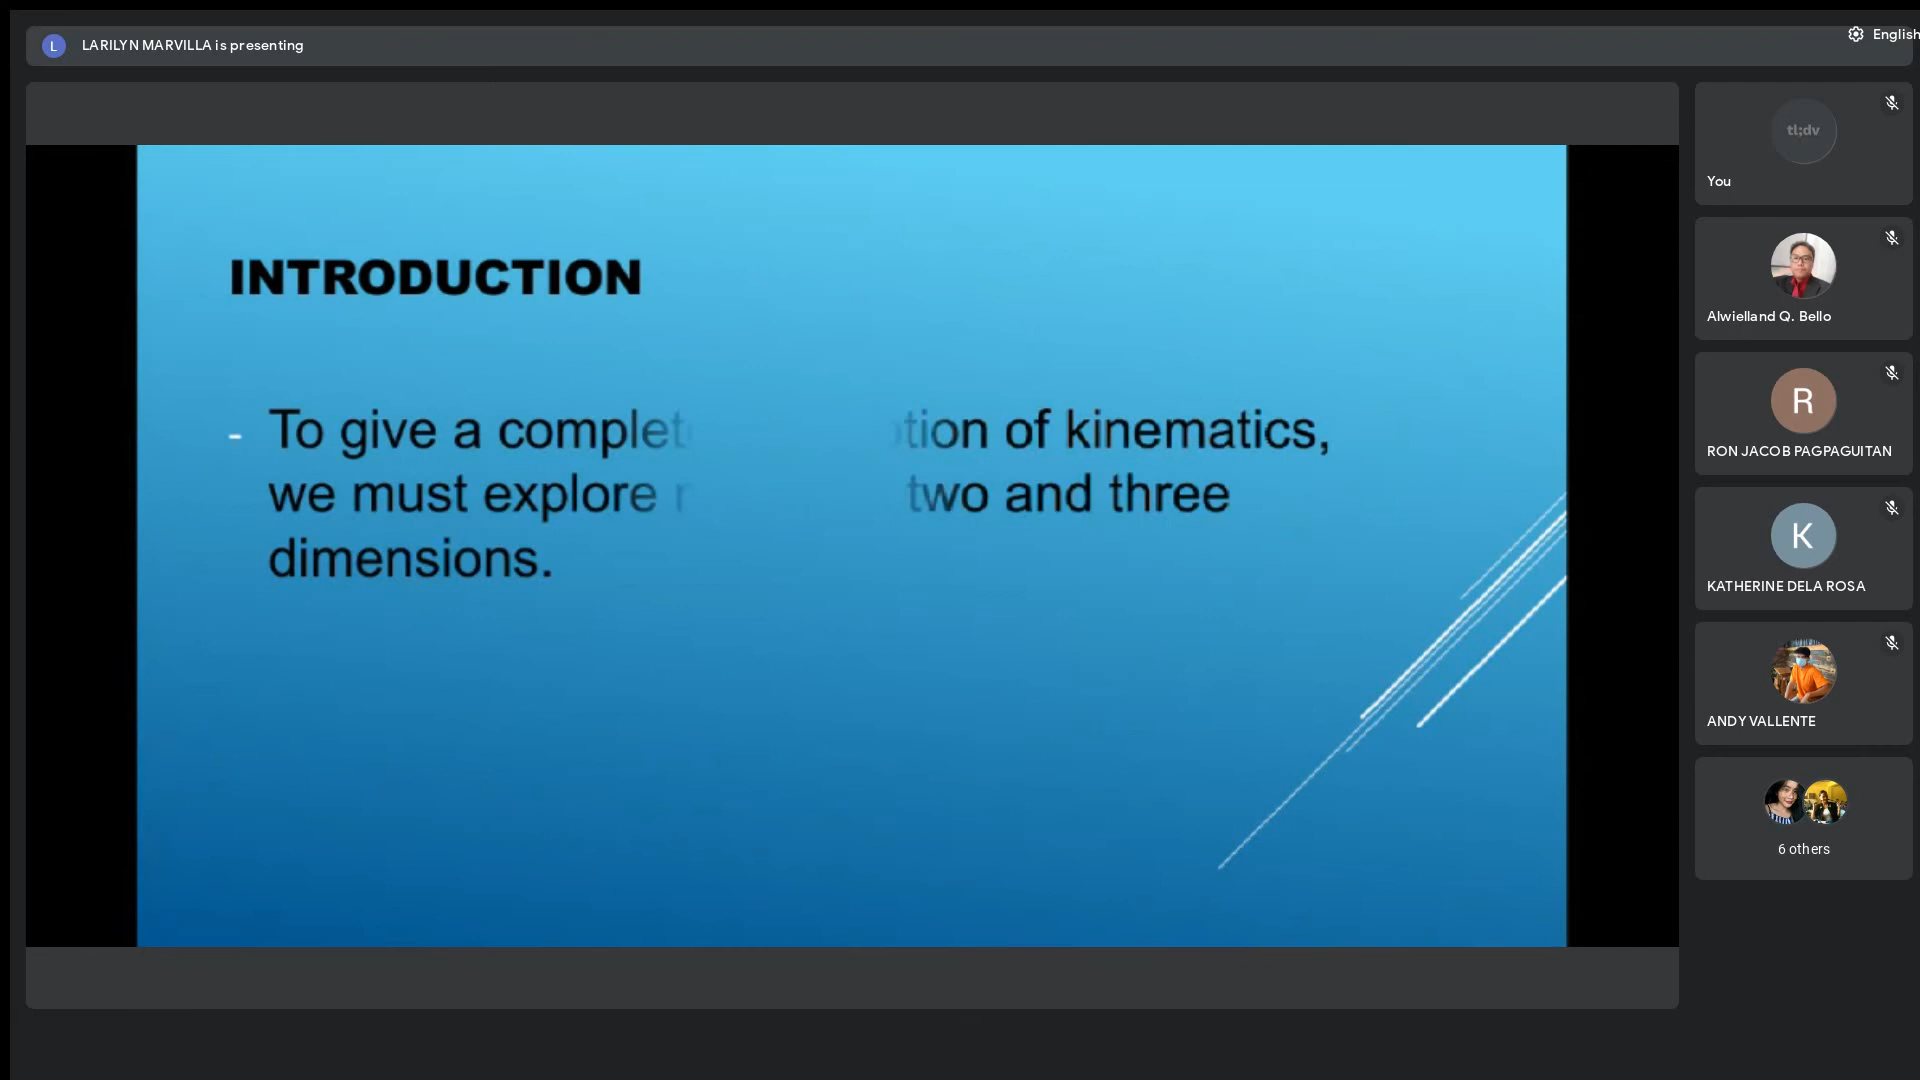 L LARILYN MARVILLA is presenting
English
tl;dv
You
Alwielland Q. Bello
R
RON JACOB PAGPAGUITAN
K
KATHERINE DELA ROSA
ANDY VALLENTE
6 others
INTRODUCTION
- To give a complet tion of kinematics,
we must explore two and three
dimensions.